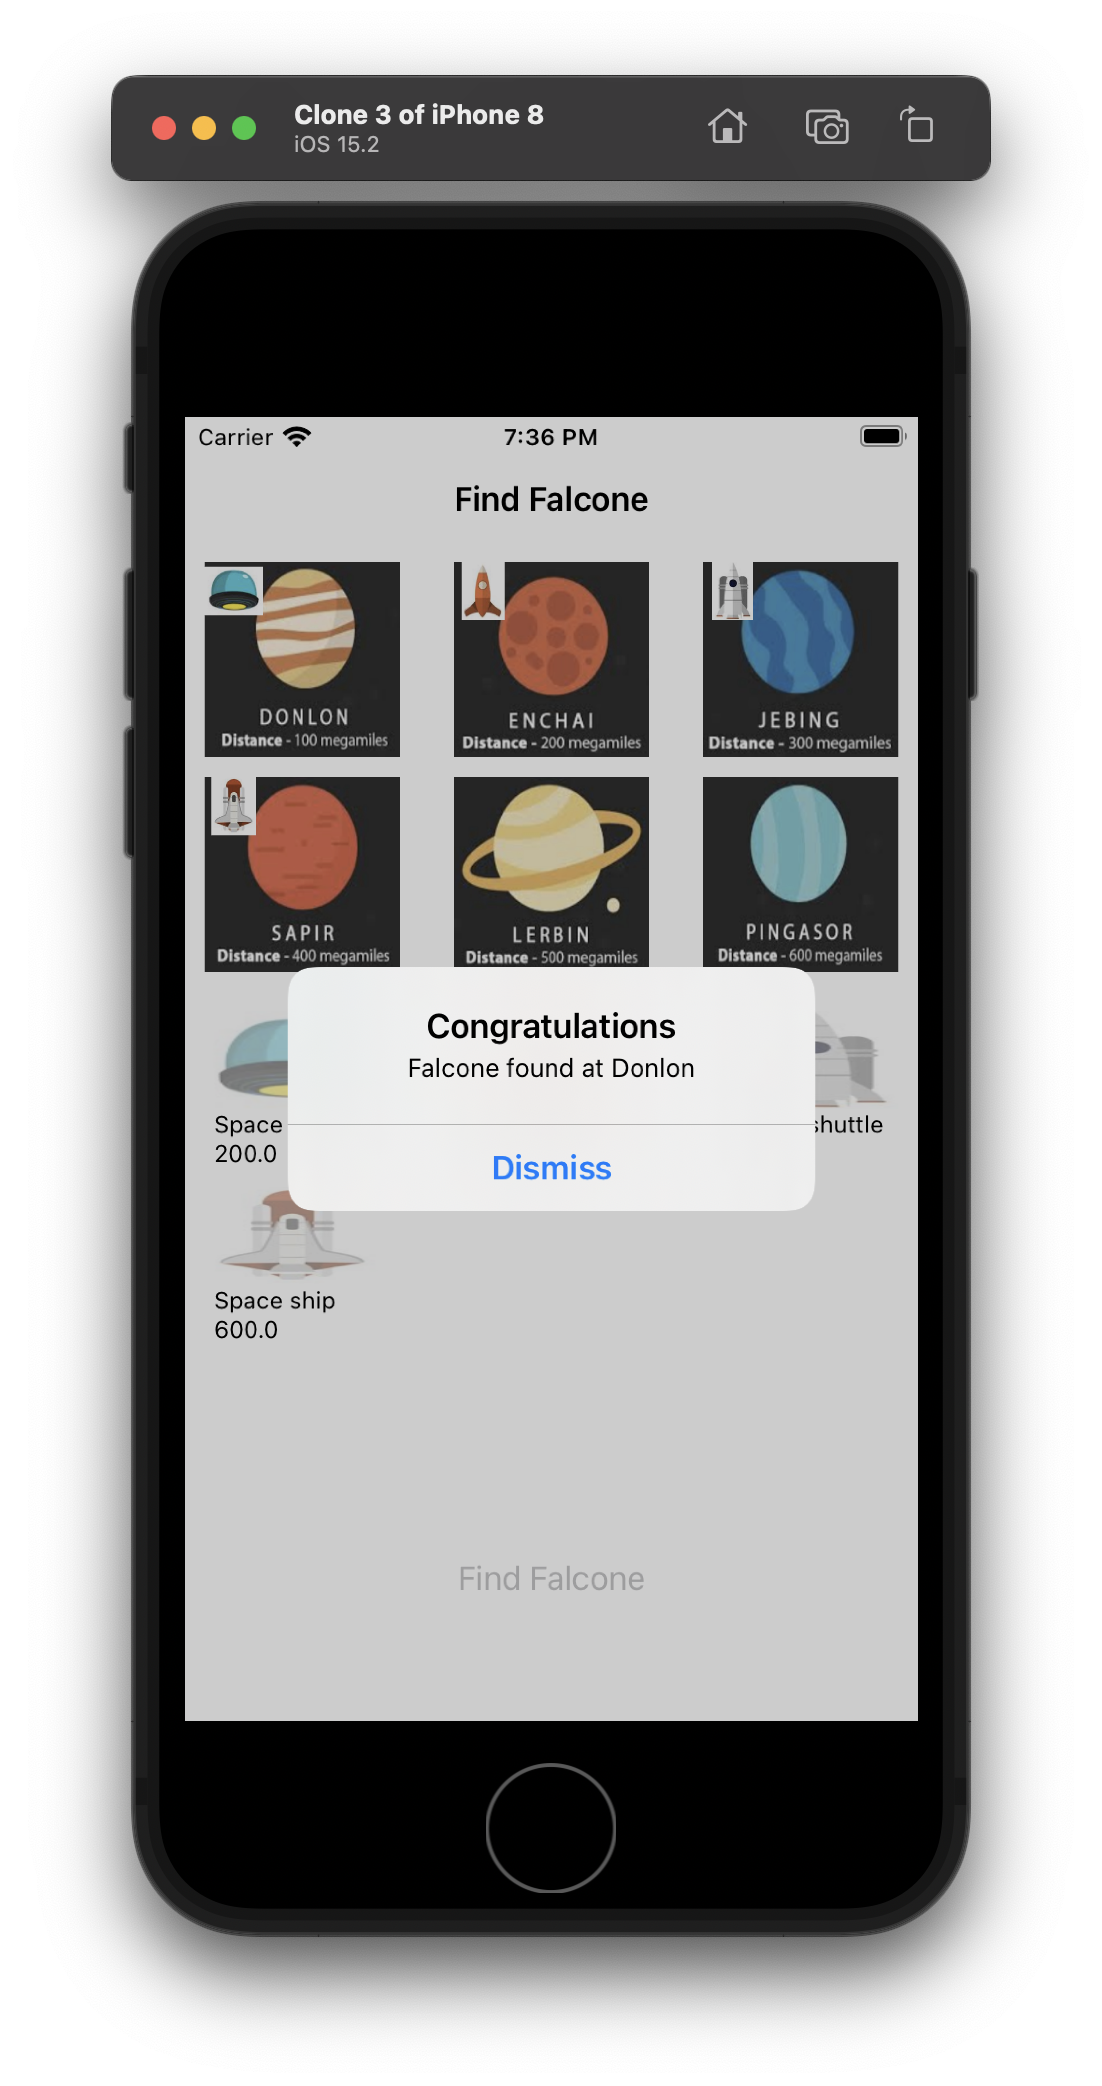 Clone 3 of iPhone 8
iOS 15.2
Carrier 7:36 PM
Find Falcone
DONLON
Distance - 100 megamiles
ENCHAI
Distance - 200 megamiles
JEBING
Distance - 300 megamiles
SAPIR
Distance - 400 megamiles
LERBIN
Distance - 500 megamiles
PINGASOR
Distance - 600 megamiles
Congratulations
Falcone found at Donlon
Dismiss
Space
200.0
shuttle
Space ship
600.0
Find Falcone